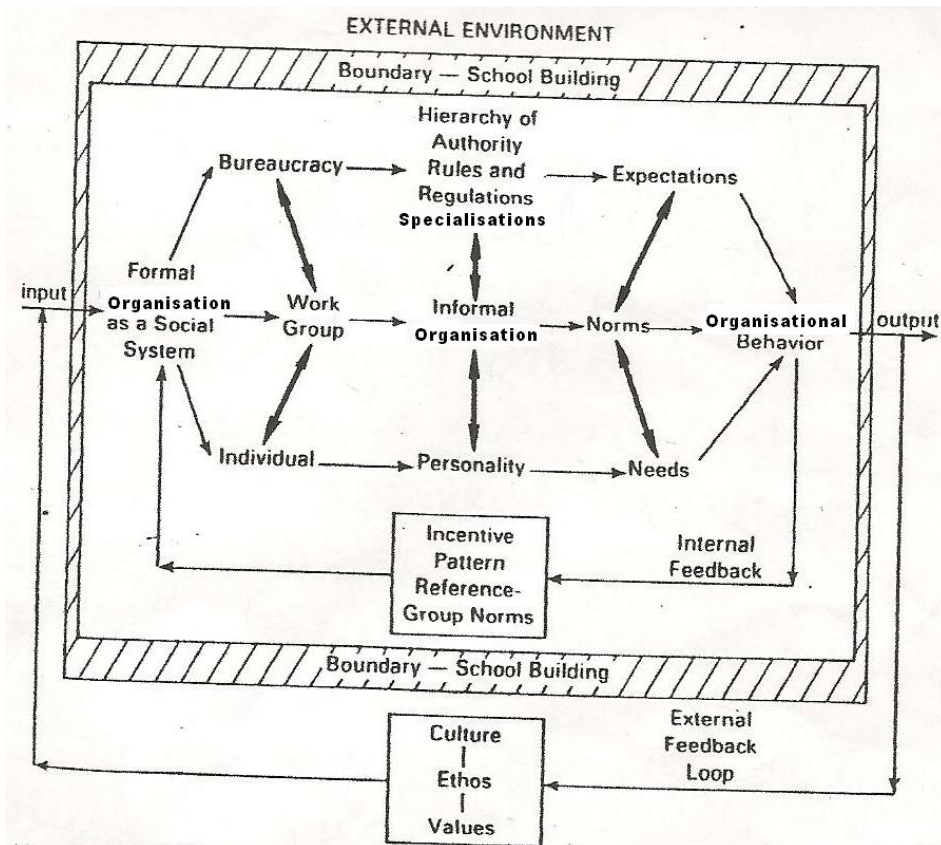 EXTERNAL ENVIRONMENT
Boundary — School Building
Hierarchy of
Authority
Bureaucracy
Rules and
Regulations
Expectations
Specialisations
Formal
input
Organisation
as a Social
System
Work
Group
Informal
Organisation
Norms
Organisational
Behavior
output
Individual
Personality
Needs
Incentive
Pattern
Reference-
Group Norms
Internal
Feedback
Boundary — School Building
Culture
Ethos
Values
External
Feedback
Loop